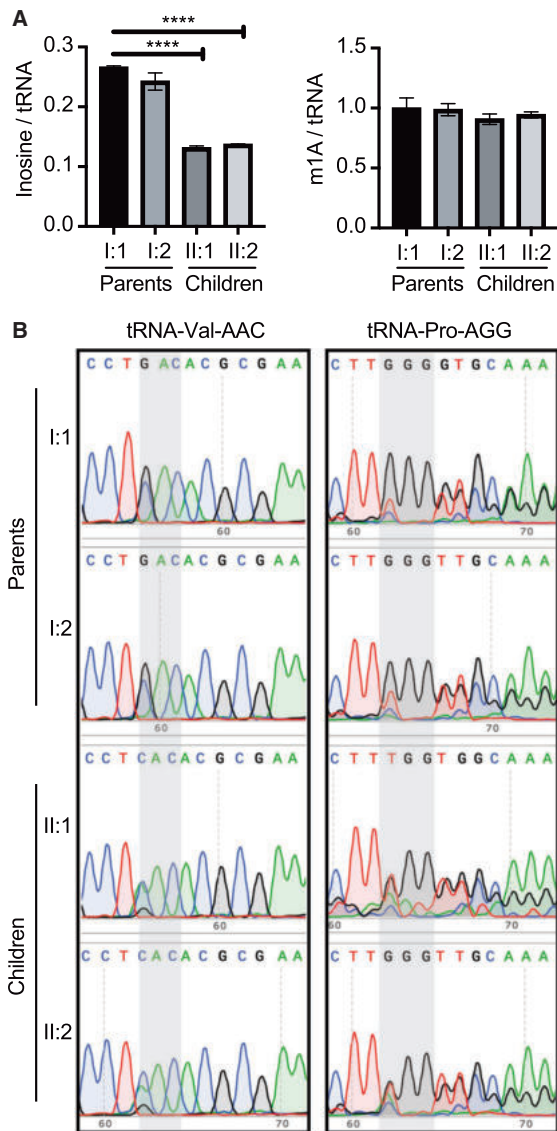 A
****
****
Inosine / tRNA
0.3
0.2
0.1
0.0
I:1 I:2 II:1 II:2
Parents Children
m1A / tRNA
1.5
1.0
0.5
0.0
I:1 I:2 II:1 II:2
Parents Children
B
tRNA-Val-AAC tRNA-Pro-AGG
Parents
I:1
C C T G A C A C G C G A A
60
C T T G G G G T G C A A A
60 70
I:2
C C T G A C A C G C G A A
60
C T T G G G T T G C A A A
70
Children
II:1
C C T C A C A C G C G A A
60
C T T T G G T G G C A A A
60 70
II:2
C C T C A C A C G C G A A
60 70
C T T G G G T T G C A A A
60 70